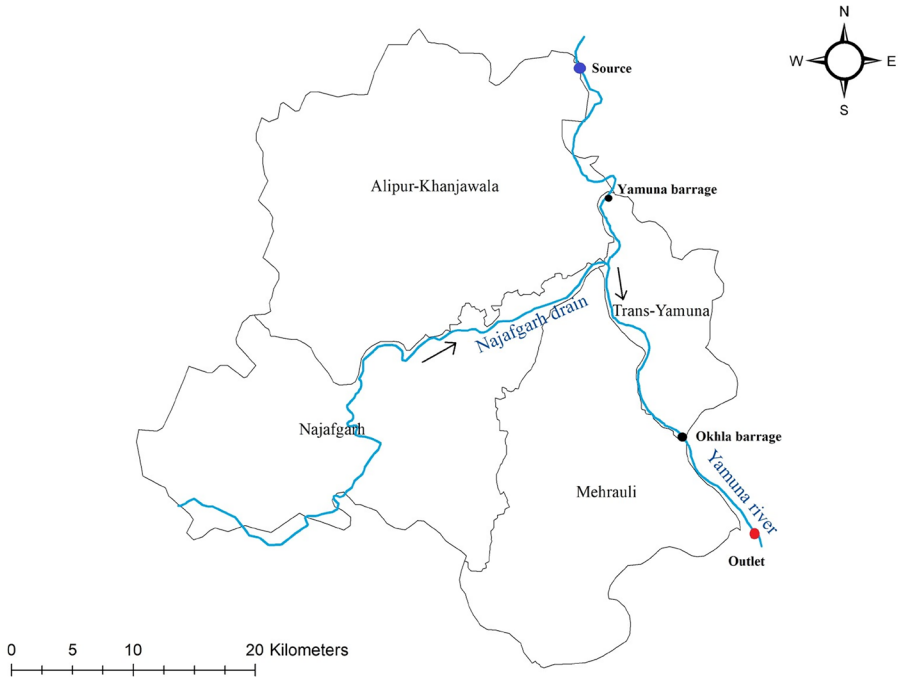 N
W
E
S
Source
Alipur-Khanjawala
Yamuna barrage
Trans-Yamuna
Najafgarh drain
Najafgarh
Okhla barrage
Yamuna river
Mehrauli
Outlet
0 5 10 20 Kilometers